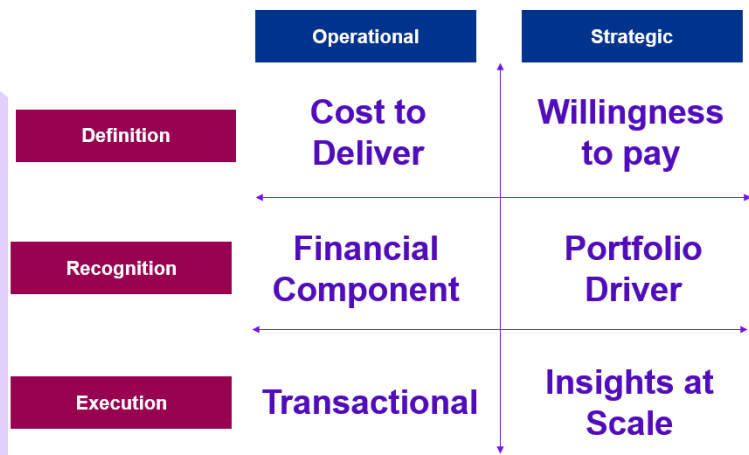 Operational
Strategic
Definition
Cost to
Deliver
Willingness
to pay
Recognition
Financial
Component
Portfolio
Driver
Execution
Transactional
Insights at
Scale